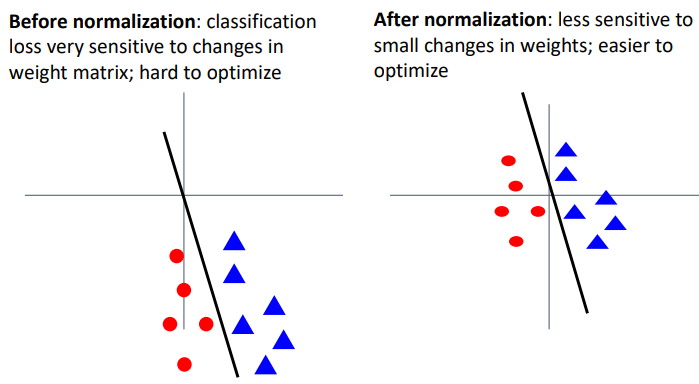 Before normalization: classification
loss very sensitive to changes in
weight matrix; hard to optimize
After normalization: less sensitive to
small changes in weights; easier to
optimize